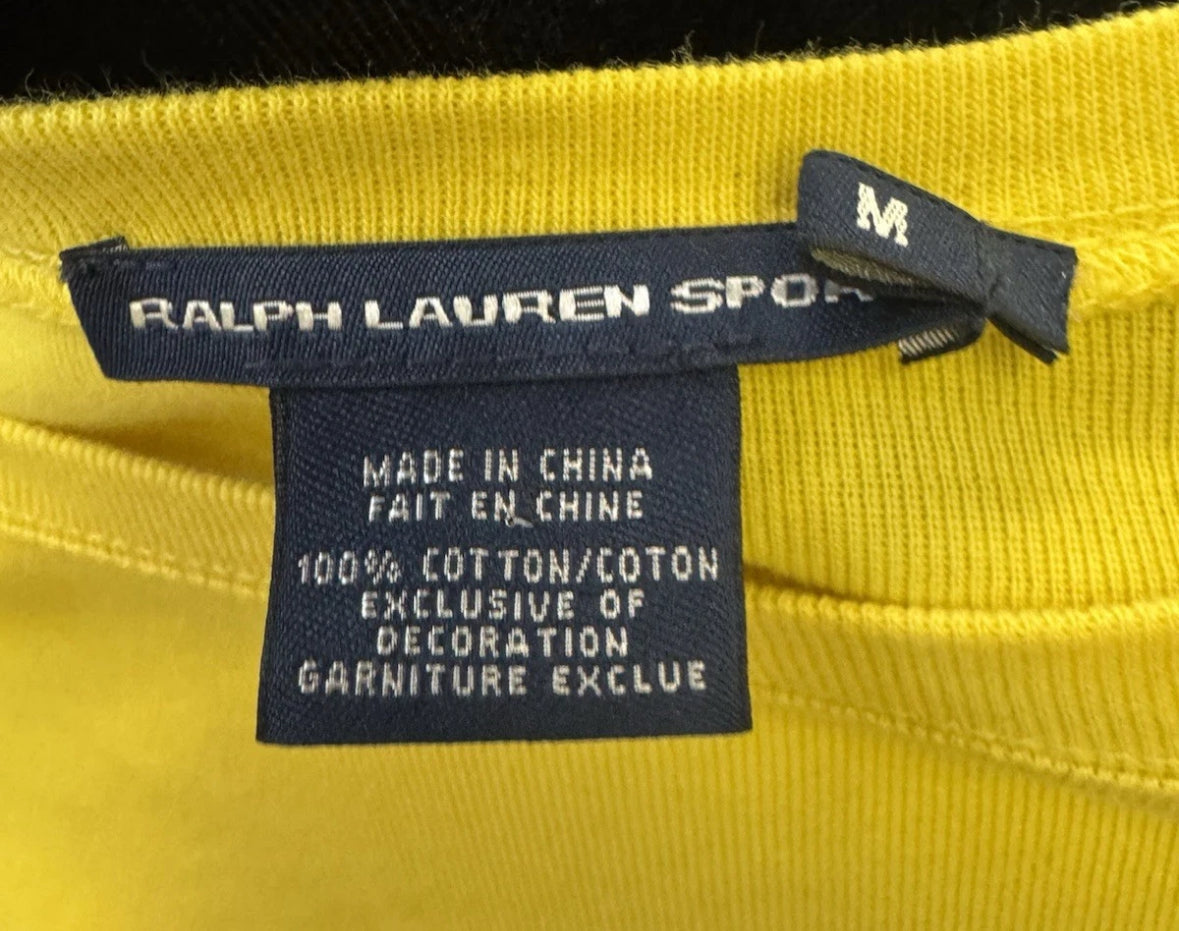 RALPH LAUREN SPOR
M
MADE IN CHINA
FAIT EN CHINE
100% COTTON/COTON
EXCLUSIVE OF
DECORATION
GARNITURE EXCLUE